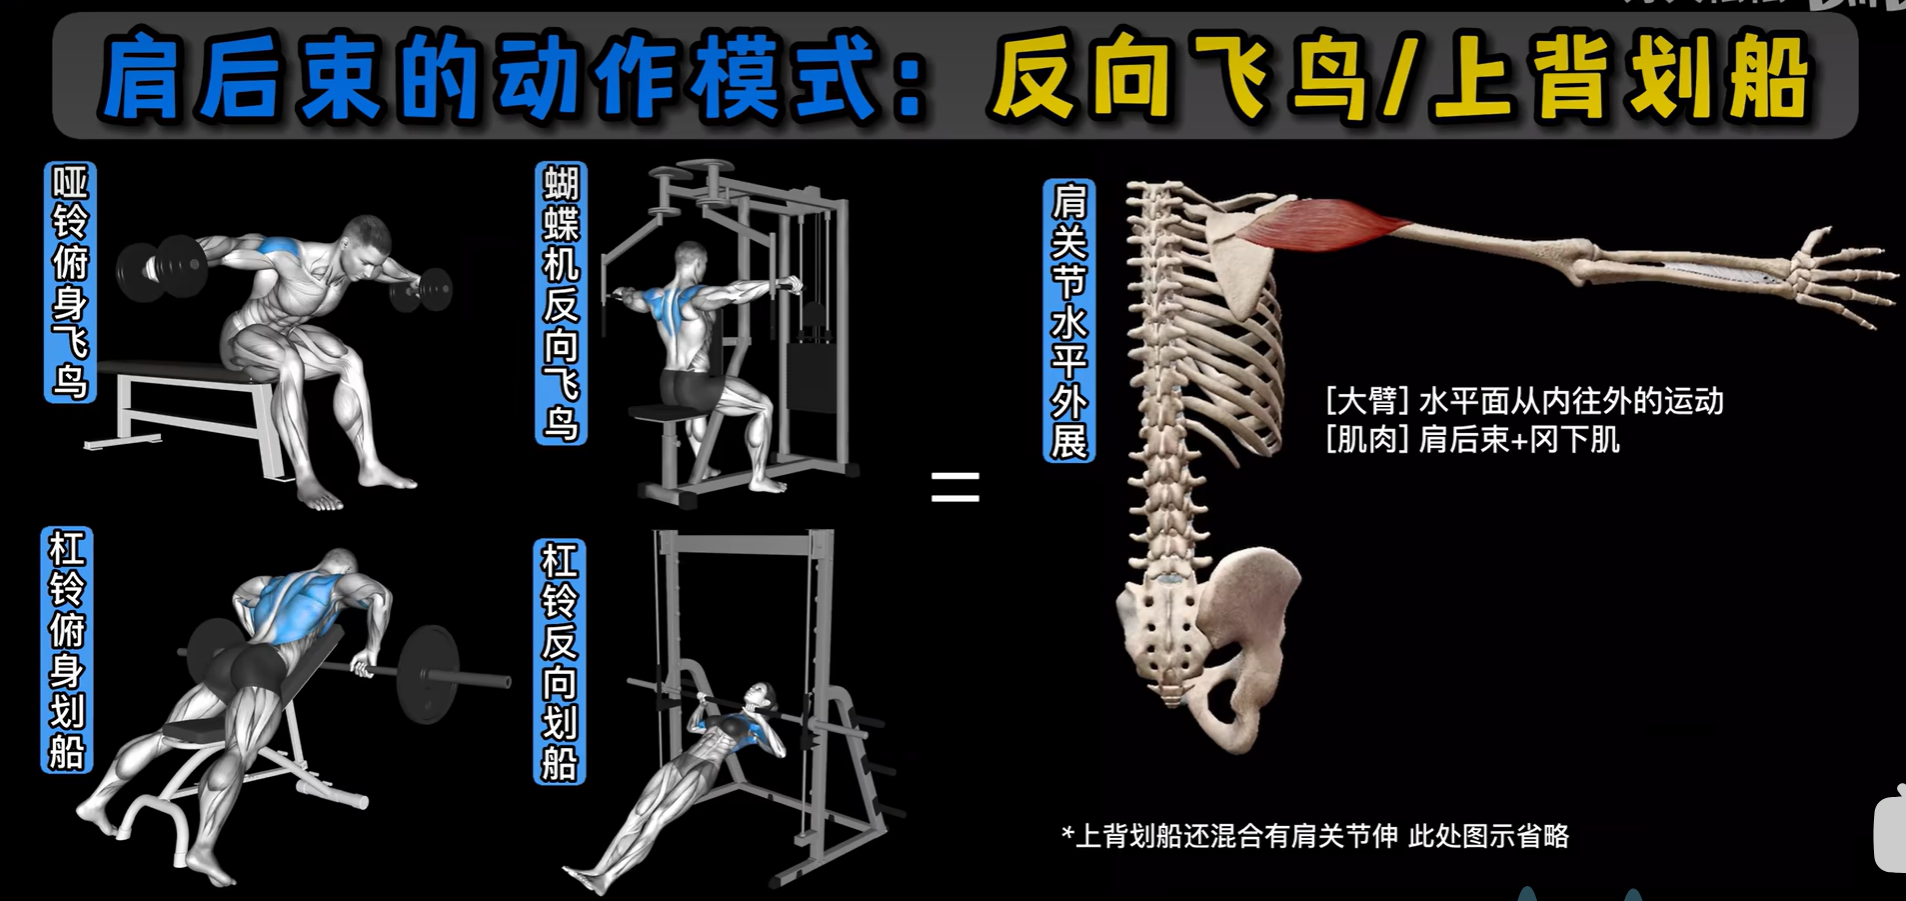 肩后束的动作模式：反向飞鸟/上背划船
哑铃俯身飞鸟
蝴蝶机反向飞鸟
肩关节水平外展
[大臂] 水平面从内往外的运动
[肌肉] 肩后束+冈下肌
=
杠铃俯身划船
杠铃反向划船
*上背划船还混合有肩关节伸 此处图示省略